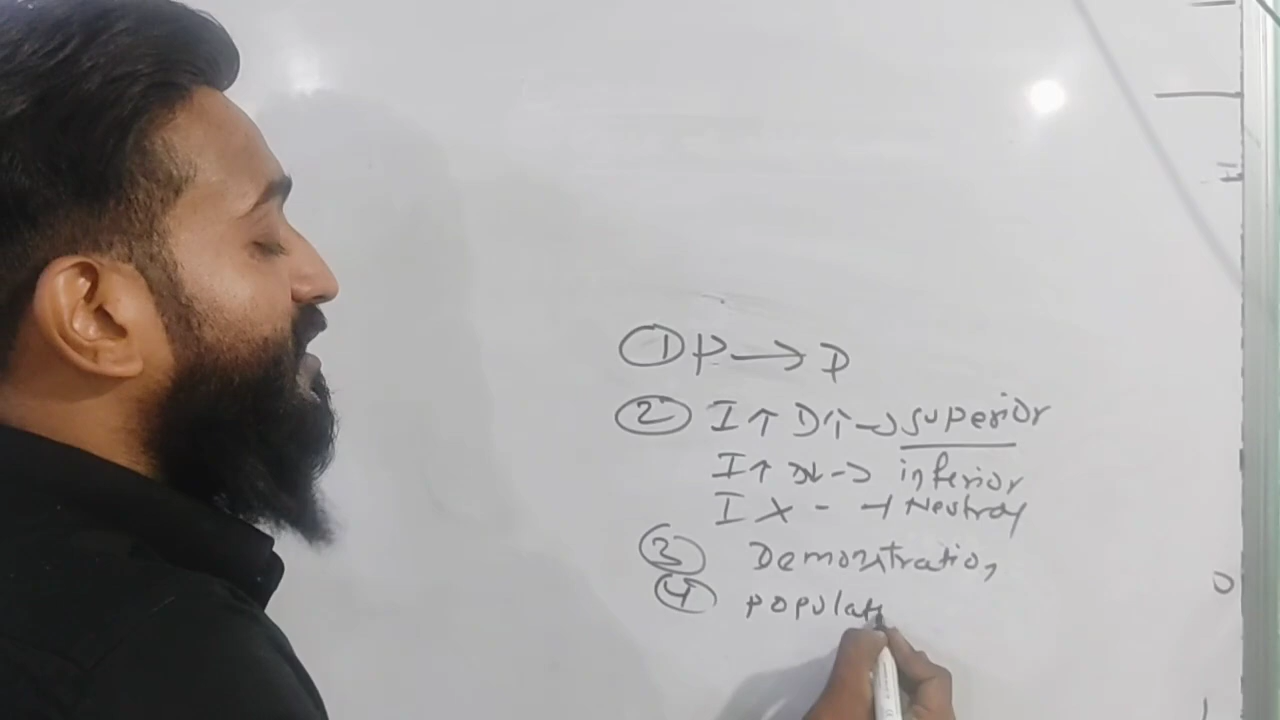 ① P → D
② I↑ D↑ → superior
I↑ D↓ → inferior
I X - → Neutral
③ Demonstration
④ populat